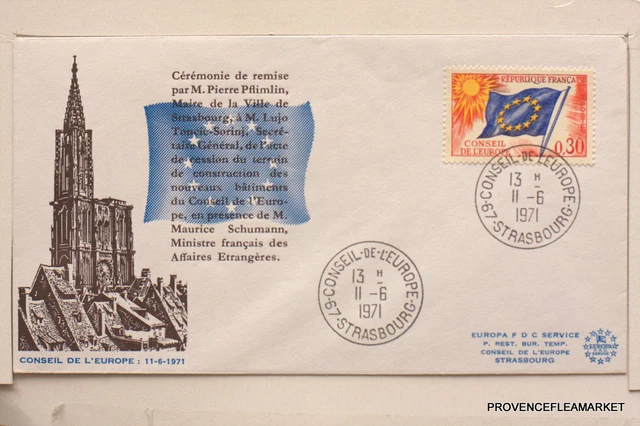 Cérémonie de remise
par M. Pierre Pflimlin,
Maire de la Ville de
Strasbourg, à M. Lujo
Tončić-Sorinj, Secré-
taire Général, de l'acte
de cession du terrain
de construction des
nouveaux bâtiments
du Conseil de l'Euro-
pe, en présence de M.
Maurice Schumann,
Ministre français des
Affaires Etrangères.
RÉPUBLIQUE FRANÇAISE
CONSEIL
DE L'EUROPE
0,30
CONSEIL-DE-L'EUROPE
13 H
11-6
1971
67-STRASBOURG
CONSEIL-DE-L'EUROPE
13 H
11-6
1971
67-STRASBOURG
CONSEIL DE L'EUROPE : 11-6-1971
EUROPA F D C SERVICE
P. REST. BUR. TEMP.
CONSEIL DE L'EUROPE
STRASBOURG
EUROPA
PROVENCEFLEAMARKET